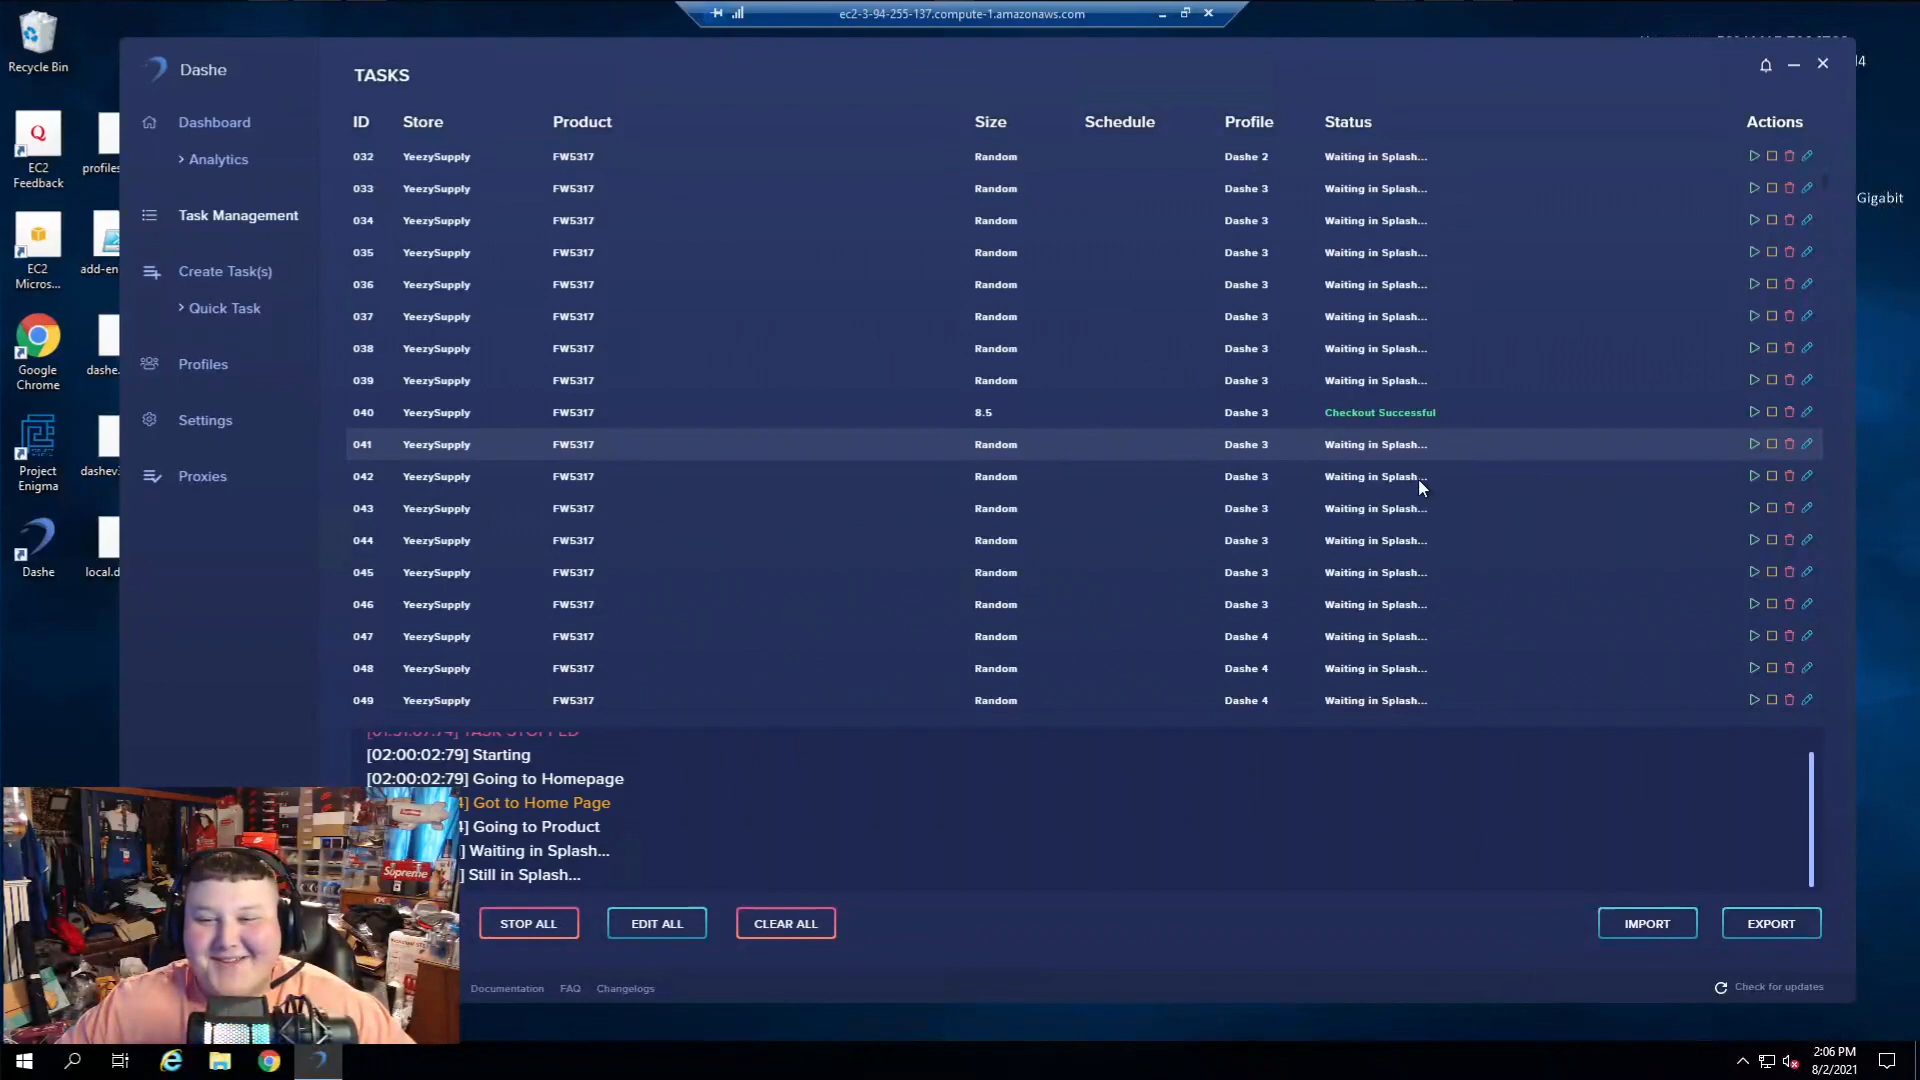 ec2-3-94-255-137.compute-1.amazonaws.com
Recycle Bin
EC2 Feedback
profiles
EC2 Micros...
add-en
Google Chrome
dashe.
Project Enigma
dashev
Dashe
local.d
14
Gigabit
Dashe
Dashboard
> Analytics
Task Management
Create Task(s)
> Quick Task
Profiles
Settings
Proxies
TASKS
ID Store Product Size Schedule Profile Status Actions
032 YeezySupply FW5317 Random Dashe 2 Waiting in Splash...
033 YeezySupply FW5317 Random Dashe 3 Waiting in Splash...
034 YeezySupply FW5317 Random Dashe 3 Waiting in Splash...
035 YeezySupply FW5317 Random Dashe 3 Waiting in Splash...
036 YeezySupply FW5317 Random Dashe 3 Waiting in Splash...
037 YeezySupply FW5317 Random Dashe 3 Waiting in Splash...
038 YeezySupply FW5317 Random Dashe 3 Waiting in Splash...
039 YeezySupply FW5317 Random Dashe 3 Waiting in Splash...
040 YeezySupply FW5317 8.5 Dashe 3 Checkout Successful
041 YeezySupply FW5317 Random Dashe 3 Waiting in Splash...
042 YeezySupply FW5317 Random Dashe 3 Waiting in Splash...
043 YeezySupply FW5317 Random Dashe 3 Waiting in Splash...
044 YeezySupply FW5317 Random Dashe 3 Waiting in Splash...
045 YeezySupply FW5317 Random Dashe 3 Waiting in Splash...
046 YeezySupply FW5317 Random Dashe 3 Waiting in Splash...
047 YeezySupply FW5317 Random Dashe 4 Waiting in Splash...
048 YeezySupply FW5317 Random Dashe 4 Waiting in Splash...
049 YeezySupply FW5317 Random Dashe 4 Waiting in Splash...
TASK STOPPED
[02:00:02:79] Starting
[02:00:02:79] Going to Homepage
4] Got to Home Page
4] Going to Product
] Waiting in Splash...
] Still in Splash...
STOP ALL
EDIT ALL
CLEAR ALL
IMPORT
EXPORT
Documentation FAQ Changelogs
Check for updates
Supreme
2:06 PM
8/2/2021